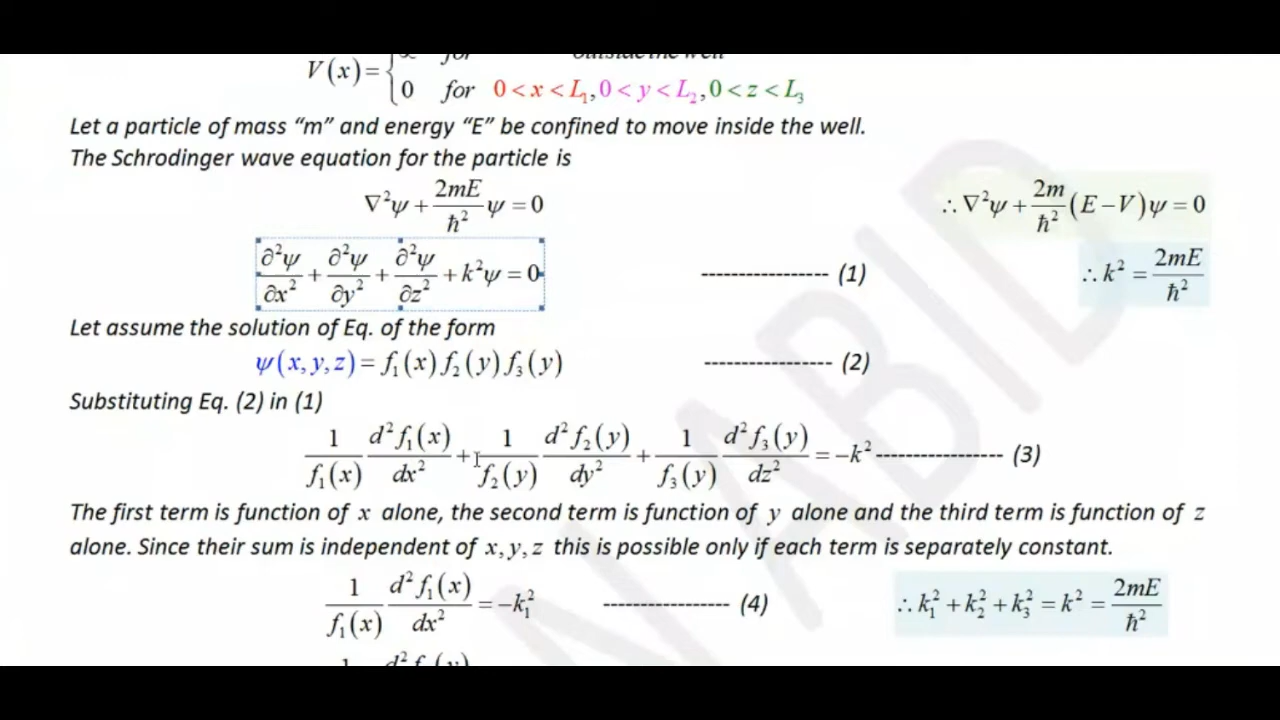 V(x) = {
0 for 0 < x < L₁, 0 < y < L₂, 0 < z < L₃
Let a particle of mass “m” and energy “E” be confined to move inside the well.
The Schrodinger wave equation for the particle is
∇²ψ + 2mE/ħ² ψ = 0 ∴ ∇²ψ + 2m/ħ² (E − V)ψ = 0
∂²ψ/∂x² + ∂²ψ/∂y² + ∂²ψ/∂z² + k²ψ = 0 ---------------- (1) ∴ k² = 2mE/ħ²
Let assume the solution of Eq. of the form
ψ(x, y, z) = f₁(x) f₂(y) f₃(y) ---------------- (2)
Substituting Eq. (2) in (1)
1/f₁(x) d²f₁(x)/dx² + 1/f₂(y) d²f₂(y)/dy² + 1/f₃(y) d²f₃(y)/dz² = −k² ---------------- (3)
The first term is function of x alone, the second term is function of y alone and the third term is function of z
alone. Since their sum is independent of x, y, z this is possible only if each term is separately constant.
1/f₁(x) d²f₁(x)/dx² = −k₁² ---------------- (4) ∴ k₁² + k₂² + k₃² = k² = 2mE/ħ²